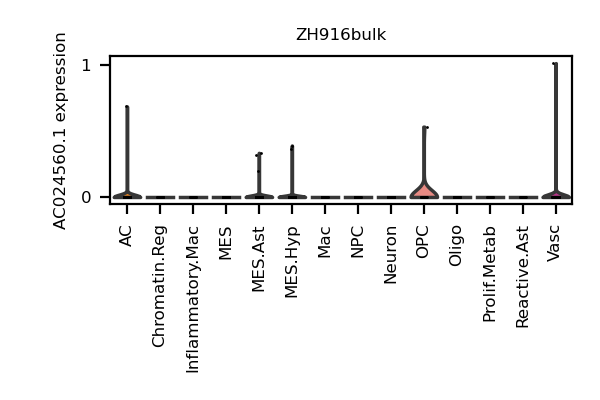 ZH916bulk
AC024560.1 expression
1
0
AC
Chromatin.Reg
Inflammatory.Mac
MES
MES.Ast
MES.Hyp
Mac
NPC
Neuron
OPC
Oligo
Prolif.Metab
Reactive.Ast
Vasc